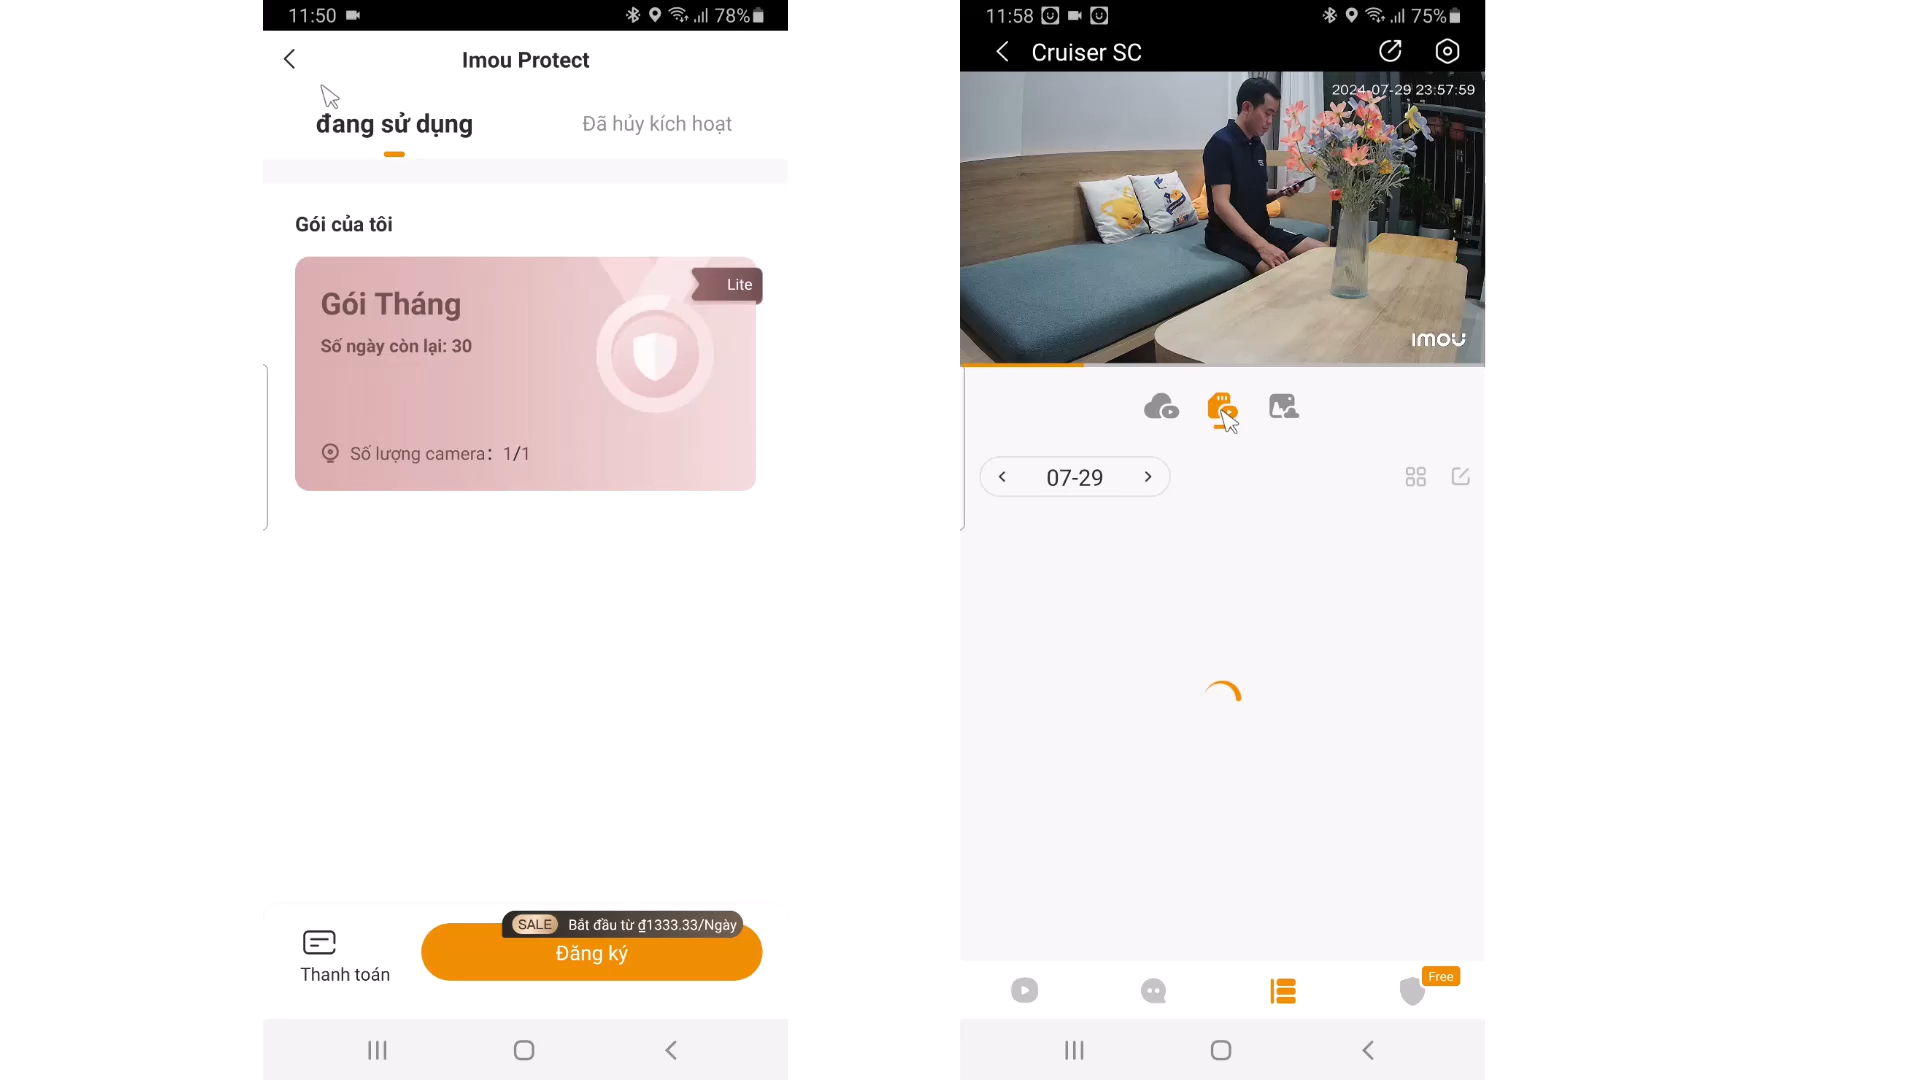 11:50
78%
Imou Protect
đang sử dụng
Đã hủy kích hoạt
Gói của tôi
Lite
Gói Tháng
Số ngày còn lại: 30
Số lượng camera: 1/1
SALE Bắt đầu từ ₫1333.33/Ngày
Đăng ký
Thanh toán
11:58
75%
Cruiser SC
2024-07-29 23:57:59
imou
07-29
Free